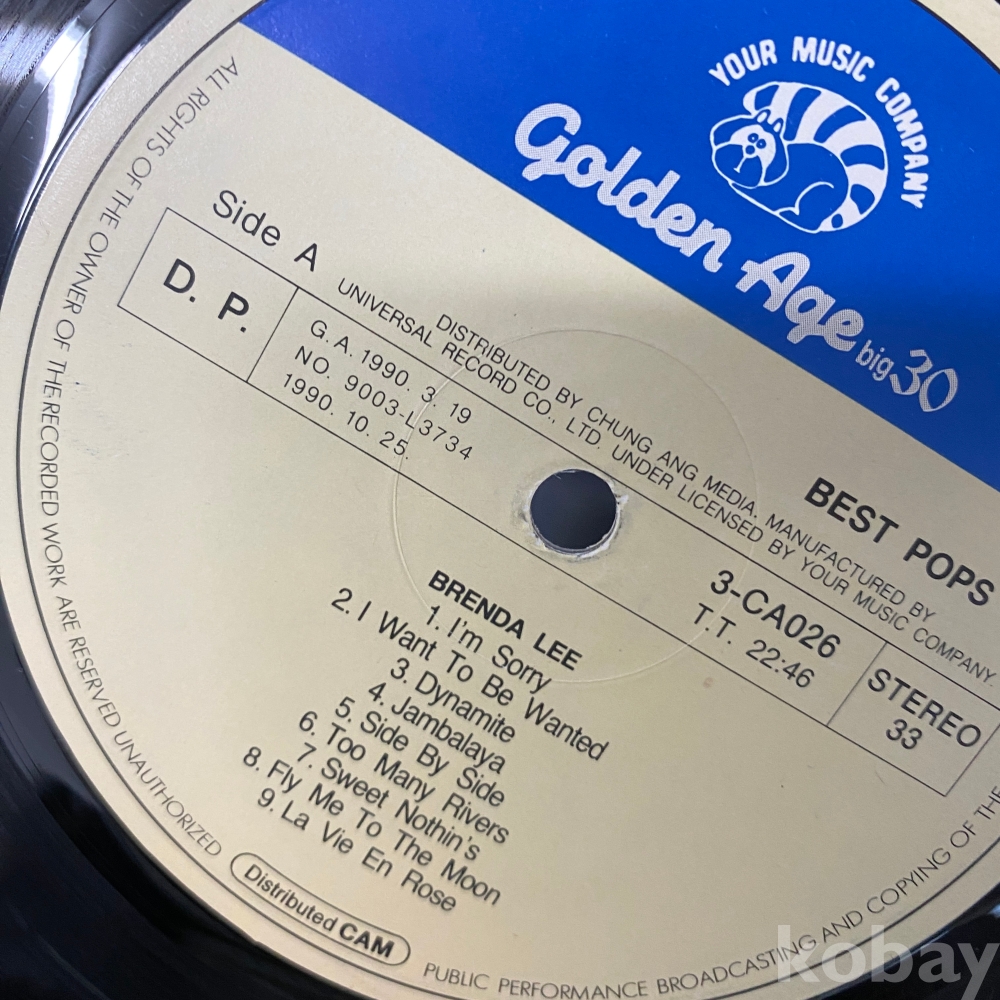 YOUR MUSIC COMPANY
Golden Age big 30
BEST POPS
DISTRIBUTED BY CHUNG ANG MEDIA. MANUFACTURED BY
UNIVERSAL RECORD CO., LTD. UNDER LICENSED BY YOUR MUSIC COMPANY.
Side A
D. P.
G. A. 1990. 3. 19
NO. 9003-L3734
1990. 10. 25.
3-CA026
T.T. 22:46
STEREO
33
BRENDA LEE
1. I'm Sorry
2. I Want To Be Wanted
3. Dynamite
4. Jambalaya
5. Side By Side
6. Too Many Rivers
7. Sweet Nothin's
8. Fly Me To The Moon
9. La Vie En Rose
Distributed CAM
ALL RIGHTS OF THE OWNER OF THE RECORDED WORK ARE RESERVED UNAUTHORIZED
PUBLIC PERFORMANCE BROADCASTING AND COPYING OF THE
kobay